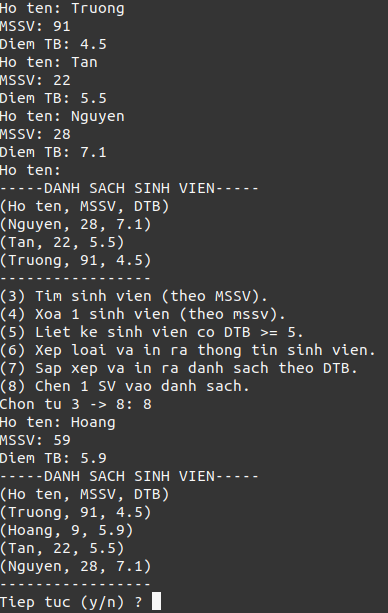 Ho ten: Truong
MSSV: 91
Diem TB: 4.5
Ho ten: Tan
MSSV: 22
Diem TB: 5.5
Ho ten: Nguyen
MSSV: 28
Diem TB: 7.1
Ho ten:
-----DANH SACH SINH VIEN-----
(Ho ten, MSSV, DTB)
(Nguyen, 28, 7.1)
(Tan, 22, 5.5)
(Truong, 91, 4.5)
-----------------
(3) Tim sinh vien (theo MSSV).
(4) Xoa 1 sinh vien (theo mssv).
(5) Liet ke sinh vien co DTB >= 5.
(6) Xep loai va in ra thong tin sinh vien.
(7) Sap xep va in ra danh sach theo DTB.
(8) Chen 1 SV vao danh sach.
Chon tu 3 -> 8: 8
Ho ten: Hoang
MSSV: 59
Diem TB: 5.9
-----DANH SACH SINH VIEN-----
(Ho ten, MSSV, DTB)
(Truong, 91, 4.5)
(Hoang, 9, 5.9)
(Tan, 22, 5.5)
(Nguyen, 28, 7.1)
-----------------
Tiep tuc (y/n) ?